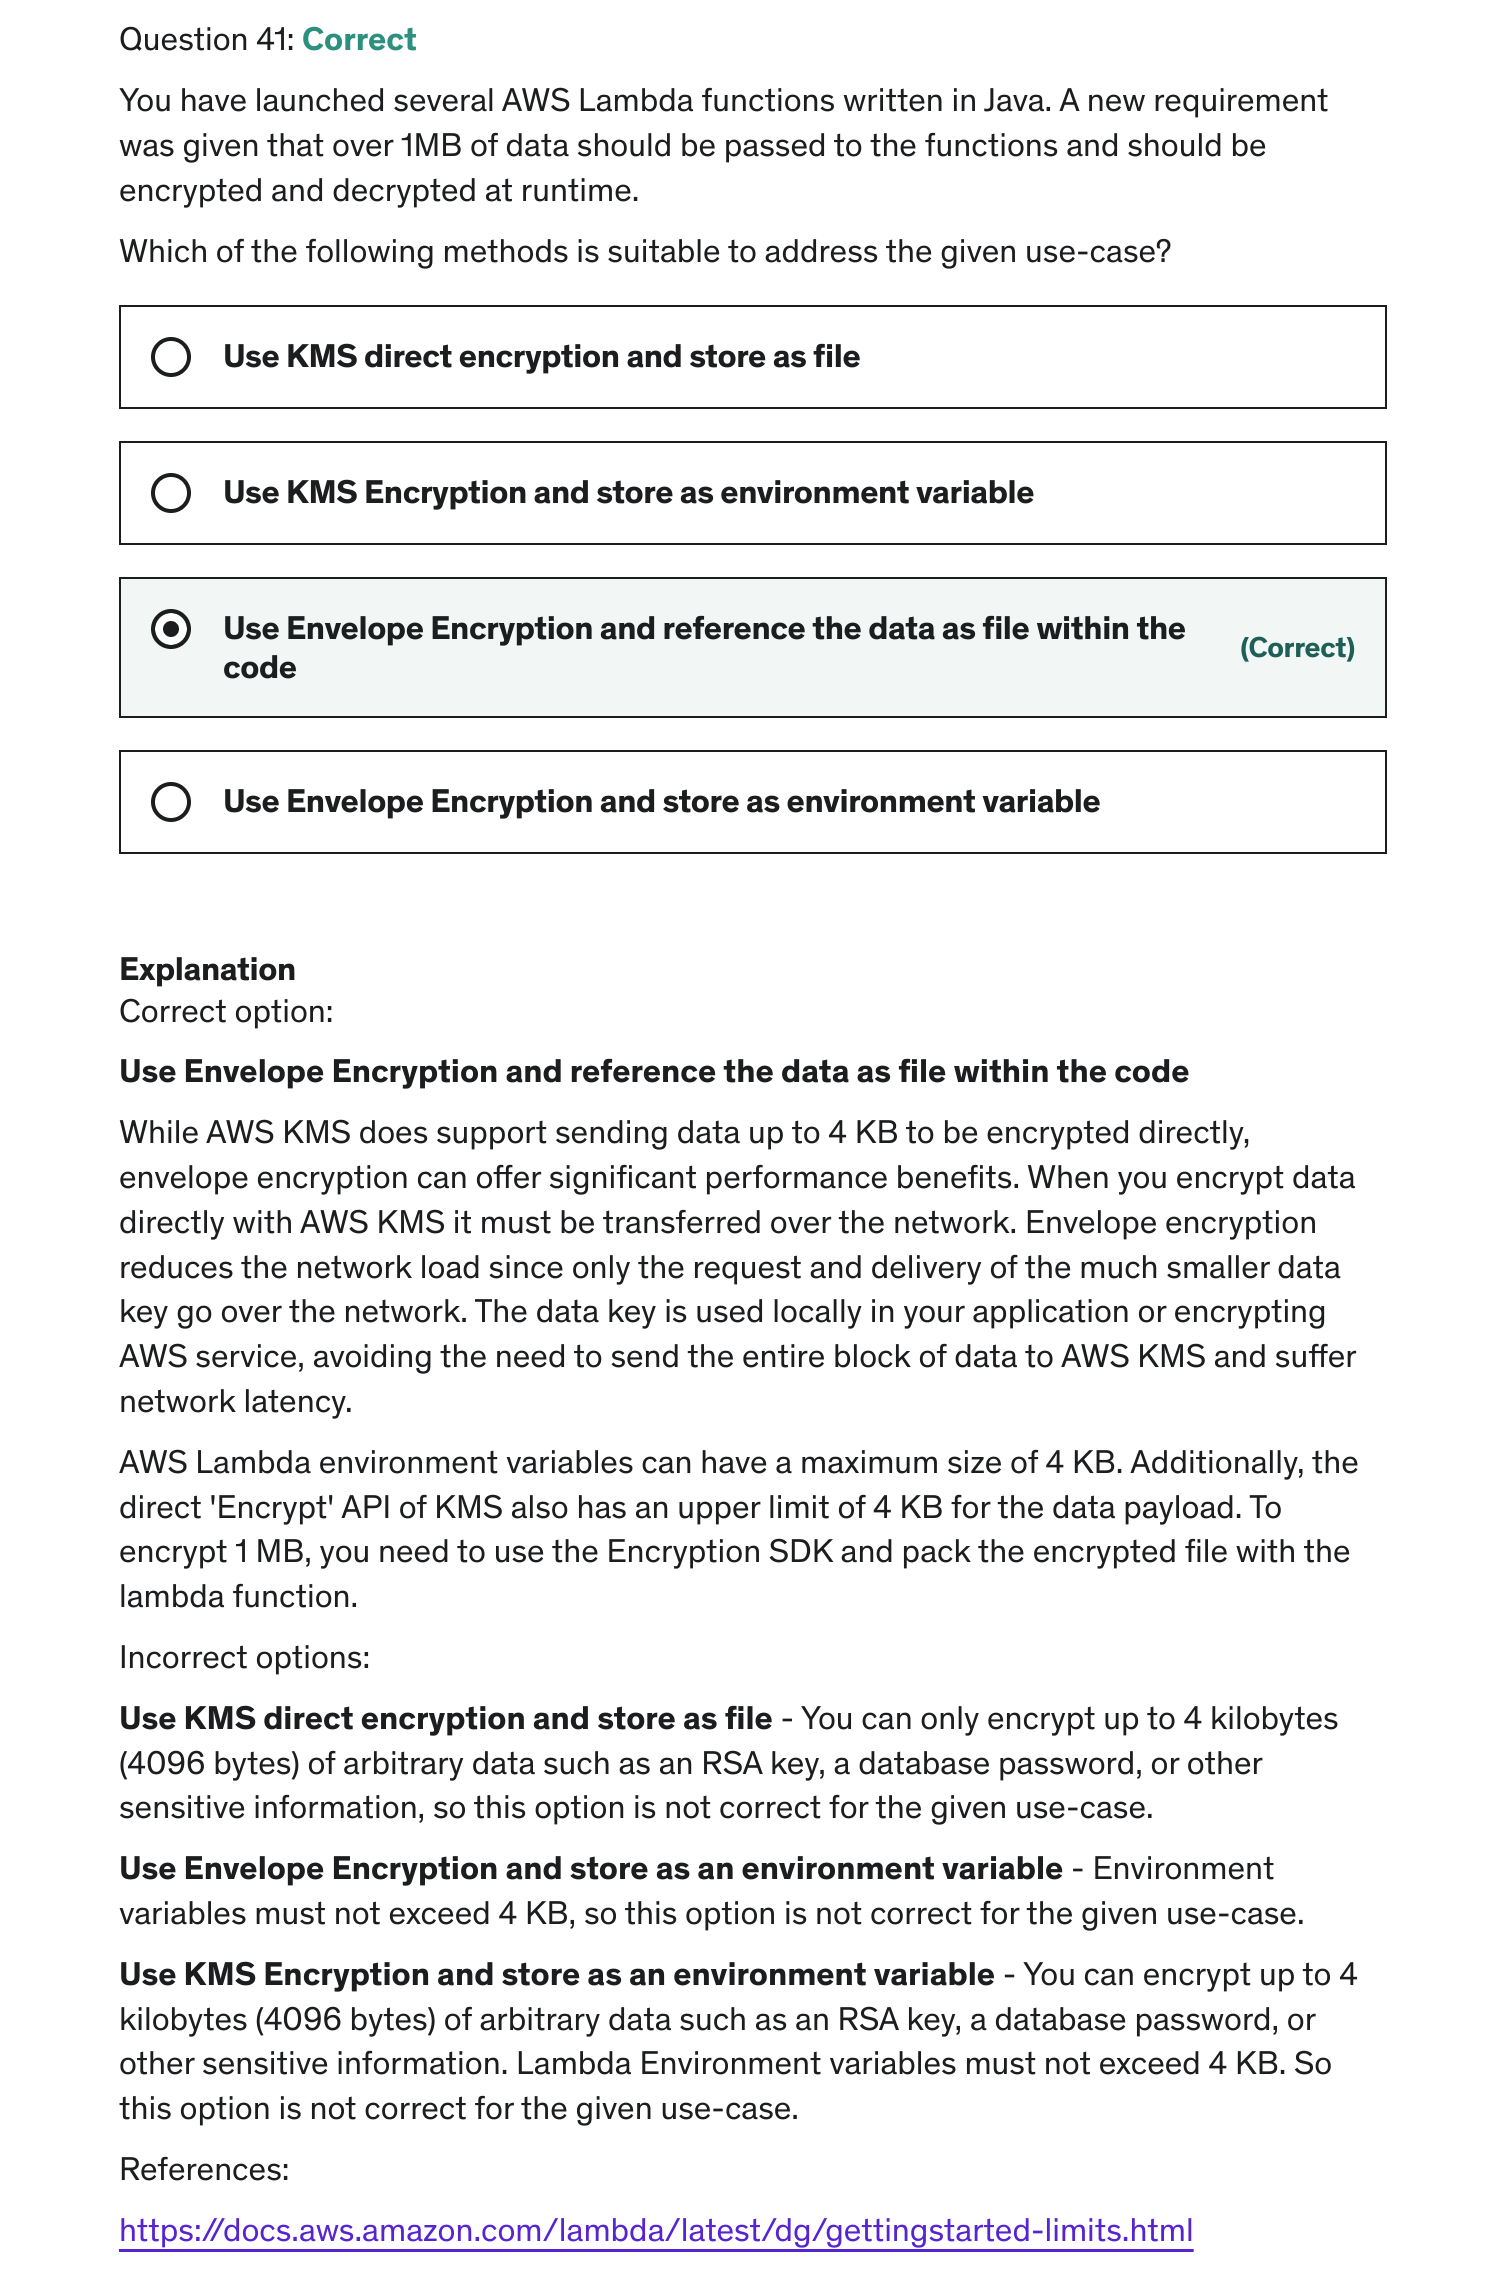 Question 41: Correct
You have launched several AWS Lambda functions written in Java. A new requirement
was given that over 1MB of data should be passed to the functions and should be
encrypted and decrypted at runtime.
Which of the following methods is suitable to address the given use-case?
Use KMS direct encryption and store as file
Use KMS Encryption and store as environment variable
Use Envelope Encryption and reference the data as file within the
code
(Correct)
Use Envelope Encryption and store as environment variable
Explanation
Correct option:
Use Envelope Encryption and reference the data as file within the code
While AWS KMS does support sending data up to 4 KB to be encrypted directly,
envelope encryption can offer significant performance benefits. When you encrypt data
directly with AWS KMS it must be transferred over the network. Envelope encryption
reduces the network load since only the request and delivery of the much smaller data
key go over the network. The data key is used locally in your application or encrypting
AWS service, avoiding the need to send the entire block of data to AWS KMS and suffer
network latency.
AWS Lambda environment variables can have a maximum size of 4 KB. Additionally, the
direct 'Encrypt' API of KMS also has an upper limit of 4 KB for the data payload. To
encrypt 1 MB, you need to use the Encryption SDK and pack the encrypted file with the
lambda function.
Incorrect options:
Use KMS direct encryption and store as file - You can only encrypt up to 4 kilobytes
(4096 bytes) of arbitrary data such as an RSA key, a database password, or other
sensitive information, so this option is not correct for the given use-case.
Use Envelope Encryption and store as an environment variable - Environment
variables must not exceed 4 KB, so this option is not correct for the given use-case.
Use KMS Encryption and store as an environment variable - You can encrypt up to 4
kilobytes (4096 bytes) of arbitrary data such as an RSA key, a database password, or
other sensitive information. Lambda Environment variables must not exceed 4 KB. So
this option is not correct for the given use-case.
References:
https://docs.aws.amazon.com/lambda/latest/dg/gettingstarted-limits.html